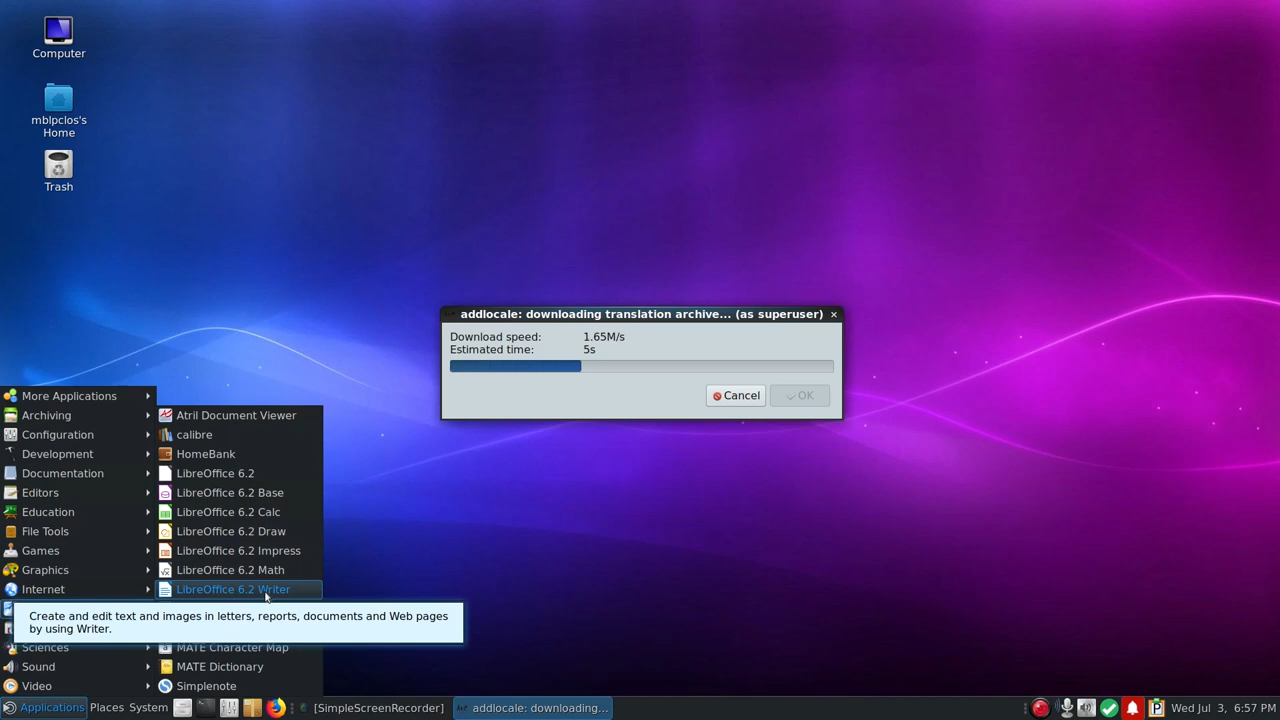 Computer
mblpclos's
Home
Trash
addlocale: downloading translation archive... (as superuser)
Download speed: 1.65M/s
Estimated time: 5s
Cancel
OK
More Applications
Archiving
Configuration
Development
Documentation
Editors
Education
File Tools
Games
Graphics
Internet
Sciences
Sound
Video
Atril Document Viewer
calibre
HomeBank
LibreOffice 6.2
LibreOffice 6.2 Base
LibreOffice 6.2 Calc
LibreOffice 6.2 Draw
LibreOffice 6.2 Impress
LibreOffice 6.2 Math
LibreOffice 6.2 Writer
Create and edit text and images in letters, reports, documents and Web pages
by using Writer.
MATE Character Map
MATE Dictionary
Simplenote
Applications Places System [SimpleScreenRecorder] addlocale: downloading... Wed Jul 3, 6:57 PM